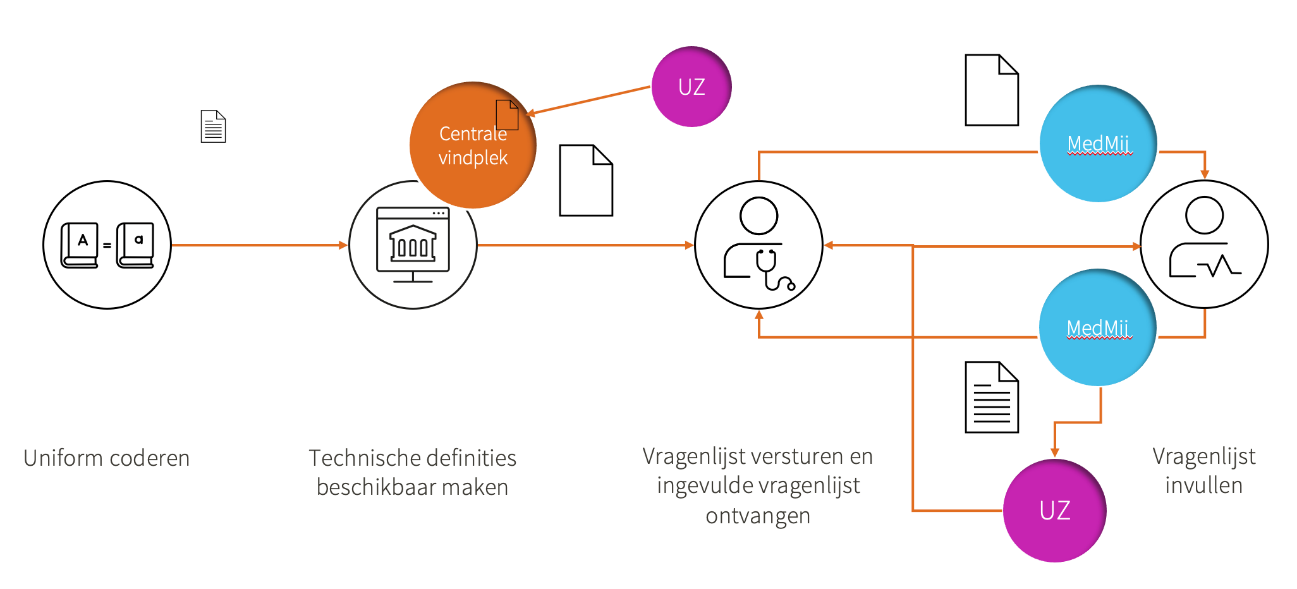 UZ
Centrale
vindplek
MedMij
A = a
MedMij
Uniform coderen
Technische definities
beschikbaar maken
Vragenlijst versturen en
ingevulde vragenlijst
ontvangen
Vragenlijst
invullen
UZ